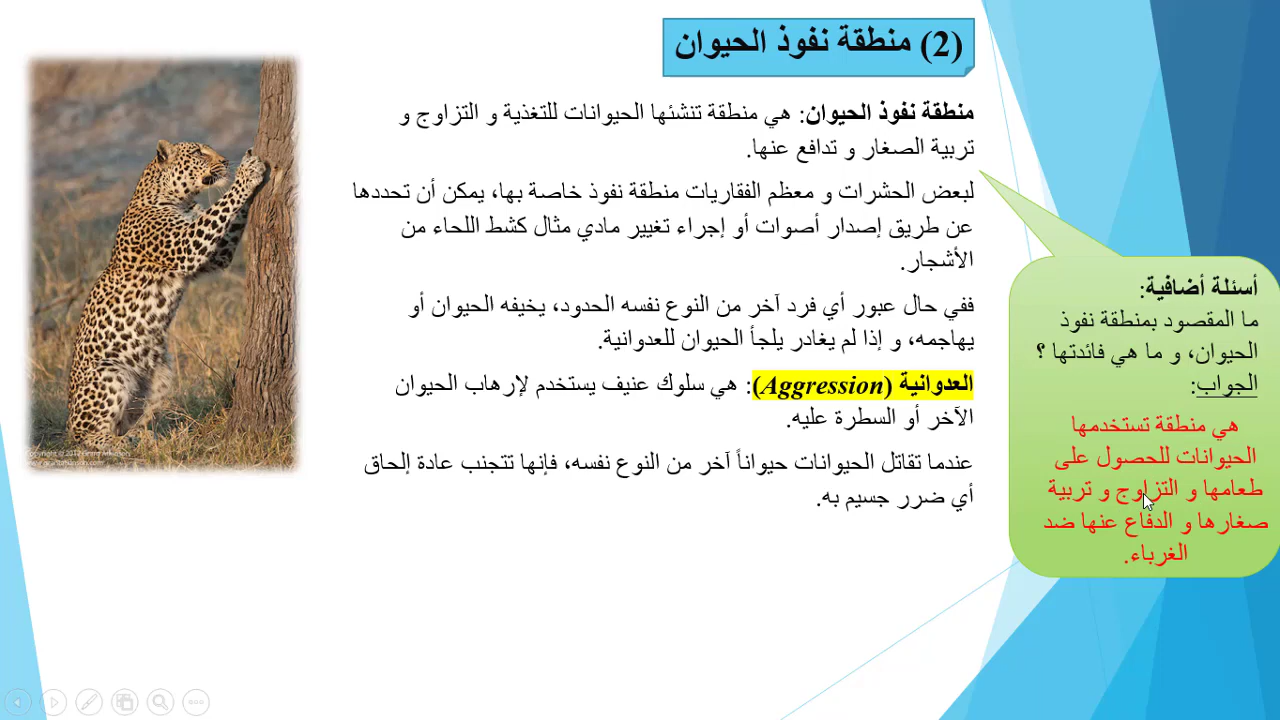 (2) منطقة نفوذ الحيوان
منطقة نفوذ الحيوان: هي منطقة تنشئها الحيوانات للتغذية و التزاوج و
تربية الصغار و تدافع عنها.
لبعض الحشرات و معظم الفقاريات منطقة نفوذ خاصة بها، يمكن أن تحددها
عن طريق إصدار أصوات أو إجراء تغيير مادي مثال كشط اللحاء من
الأشجار.
ففي حال عبور أي فرد آخر من النوع نفسه الحدود، يخيفه الحيوان أو
يهاجمه، و إذا لم يغادر يلجأ الحيوان للعدوانية.
العدوانية (Aggression): هي سلوك عنيف يستخدم لإرهاب الحيوان
الآخر أو السطرة عليه.
عندما تقاتل الحيوانات حيواناً آخر من النوع نفسه، فإنها تتجنب عادة إلحاق
أي ضرر جسيم به.
أسئلة أضافية:
ما المقصود بمنطقة نفوذ
الحيوان، و ما هي فائدتها ؟
الجواب:
هي منطقة تستخدمها
الحيوانات للحصول على
طعامها و التزاوج و تربية
صغارها و الدفاع عنها ضد
الغرباء.